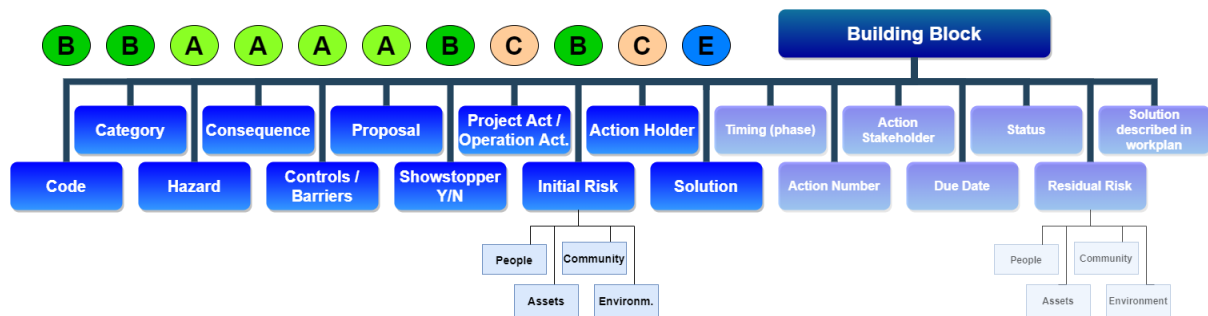 B B A A A A B C B C E
Building Block
Category
Consequence
Proposal
Project Act /
Operation Act.
Action Holder
Timing (phase)
Action
Stakeholder
Status
Solution
described in
workplan
Code
Hazard
Controls /
Barriers
Showstopper
Y/N
Initial Risk
Solution
Action Number
Due Date
Residual Risk
People
Community
Assets
Environm.
People
Community
Assets
Environment